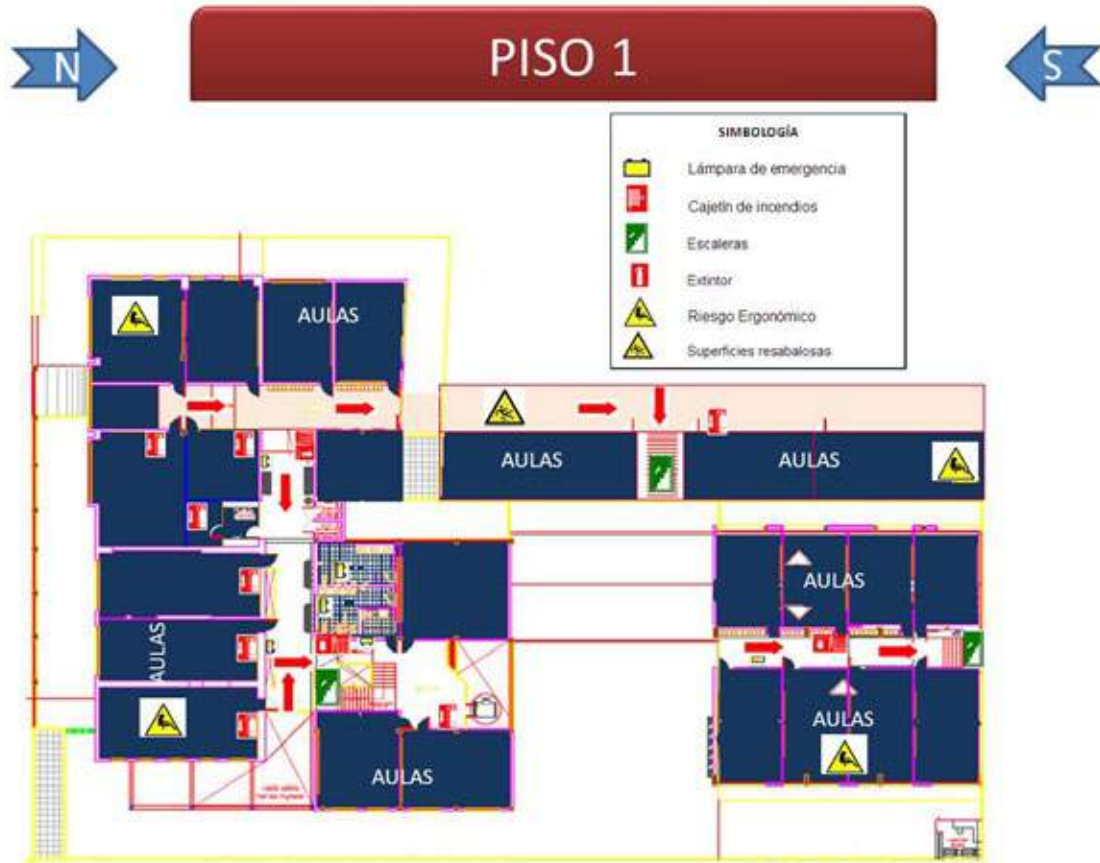 N
PISO 1
S
SIMBOLOGÍA
Lámpara de emergencia
Cajetín de incendios
Escaleras
Extintor
Riesgo Ergonómico
Superficies resabalosas
AULAS
AULAS
AULAS
AULAS
AULAS
AULAS
AULAS